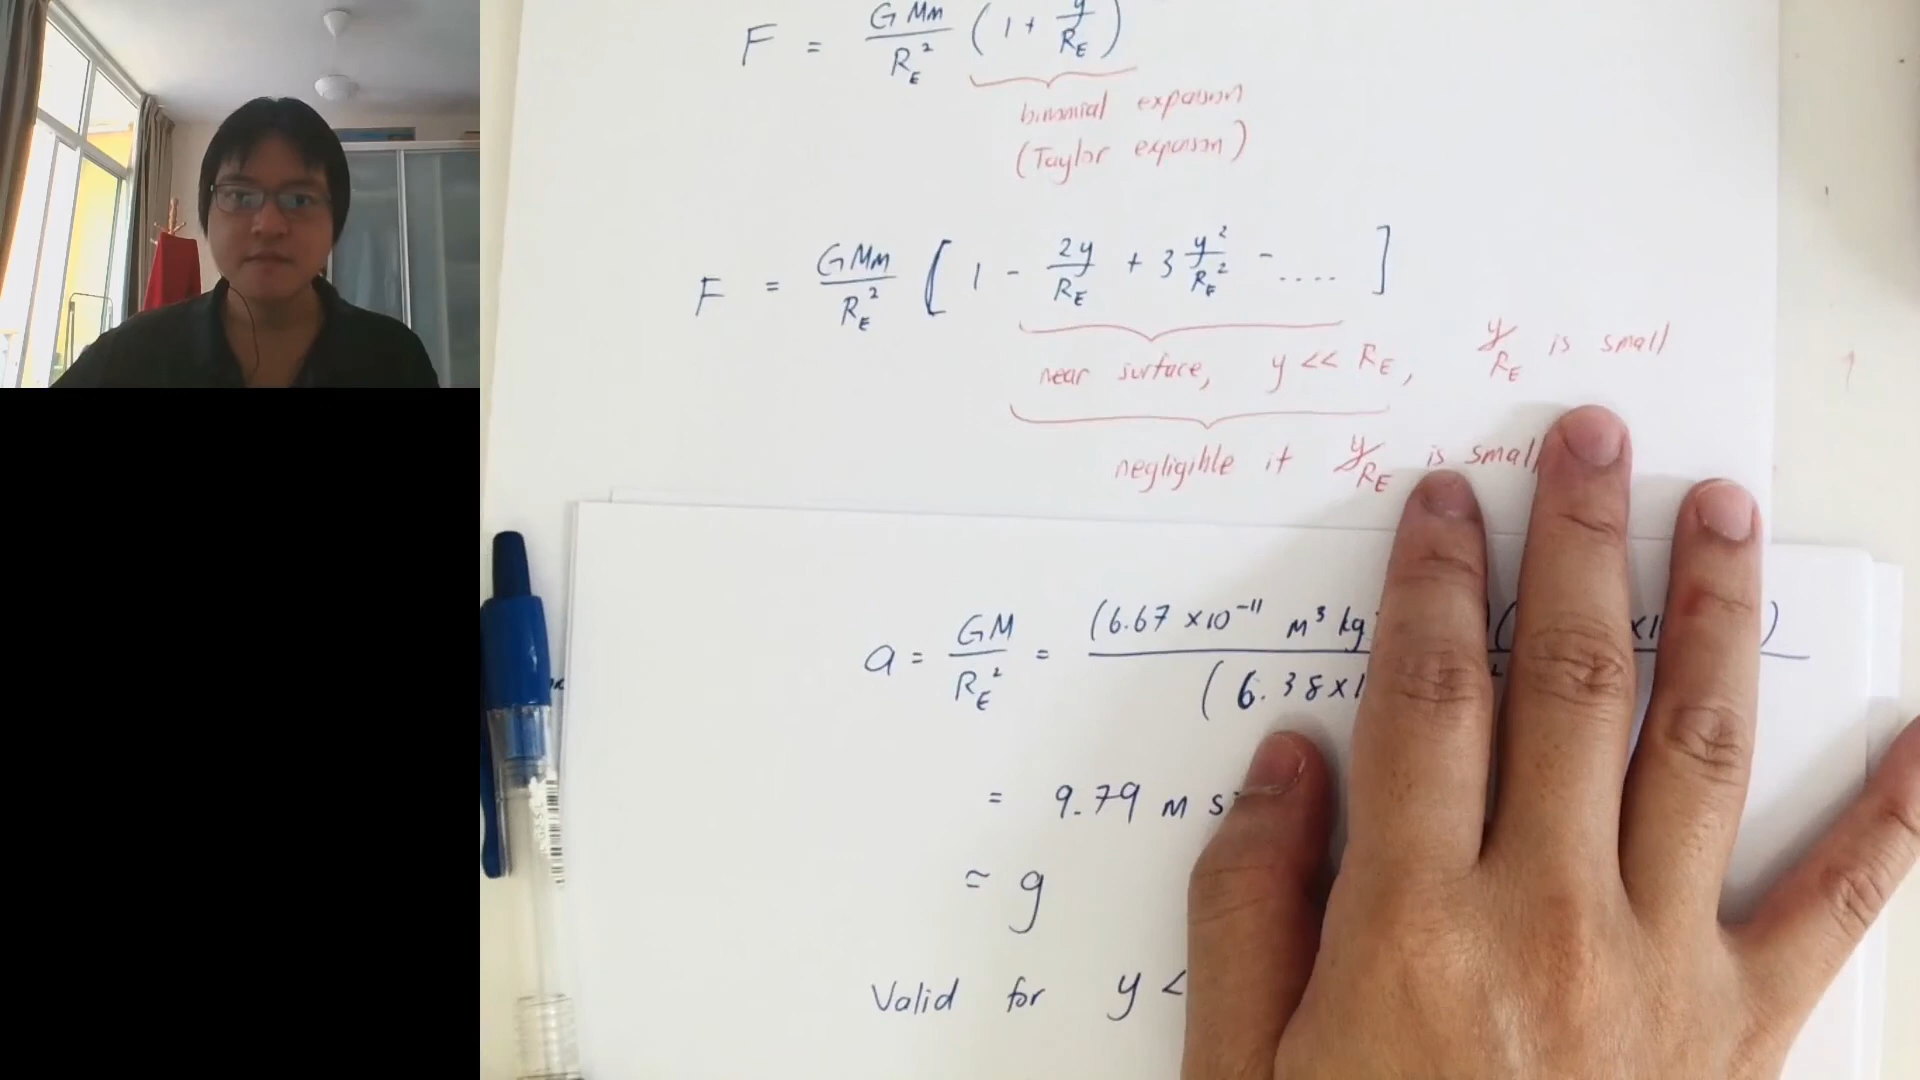 F = GMm/R_E² (1 + y/R_E)
binomial expansion
(Taylor expansion)
F = GMm/R_E² [ 1 - 2y/R_E + 3 y²/R_E² - .... ]
near surface, y << R_E, y/R_E is small
negligible if y/R_E is small
a = GM/R_E² = (6.67 ×10⁻¹¹ m³ kg )( ×1 ) / ( 6.38×1
= 9.79 m s
≈ g
Valid for y <